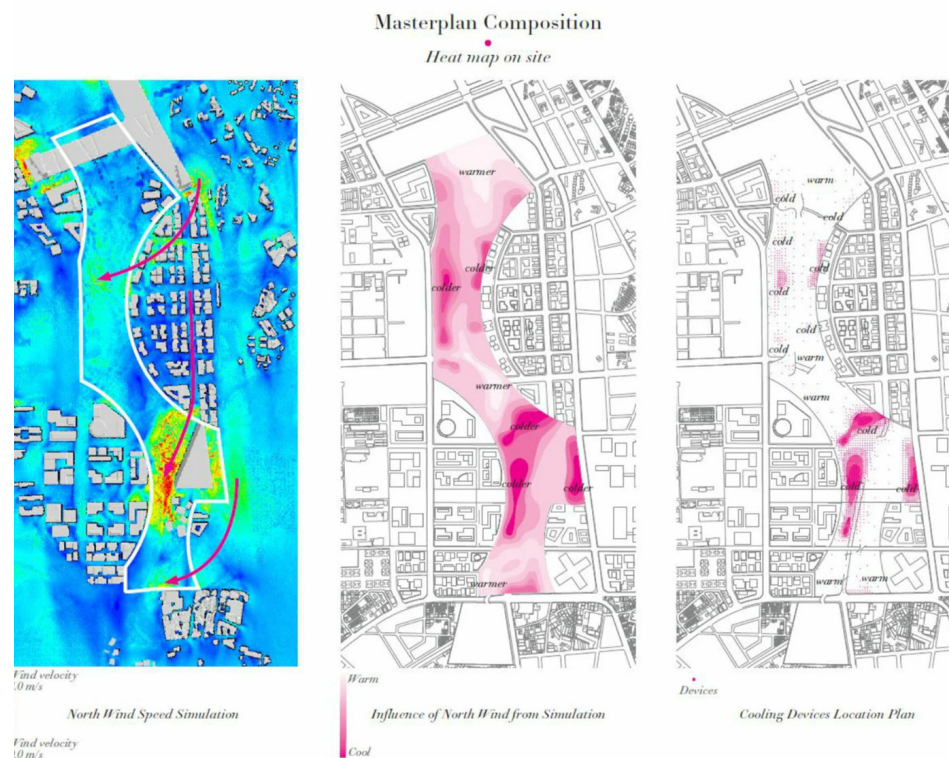 Masterplan Composition
Heat map on site
warmer
colder
colder
warmer
colder
colder
colder
warmer
warm
cold
cold
cold
cold
cold
cold
cold
warm
warm
cold
cold
cold
warm
warm
Wind velocity
.0 m/s
North Wind Speed Simulation
Wind velocity
.0 m/s
Warm
Influence of North Wind from Simulation
Cool
Devices
Cooling Devices Location Plan